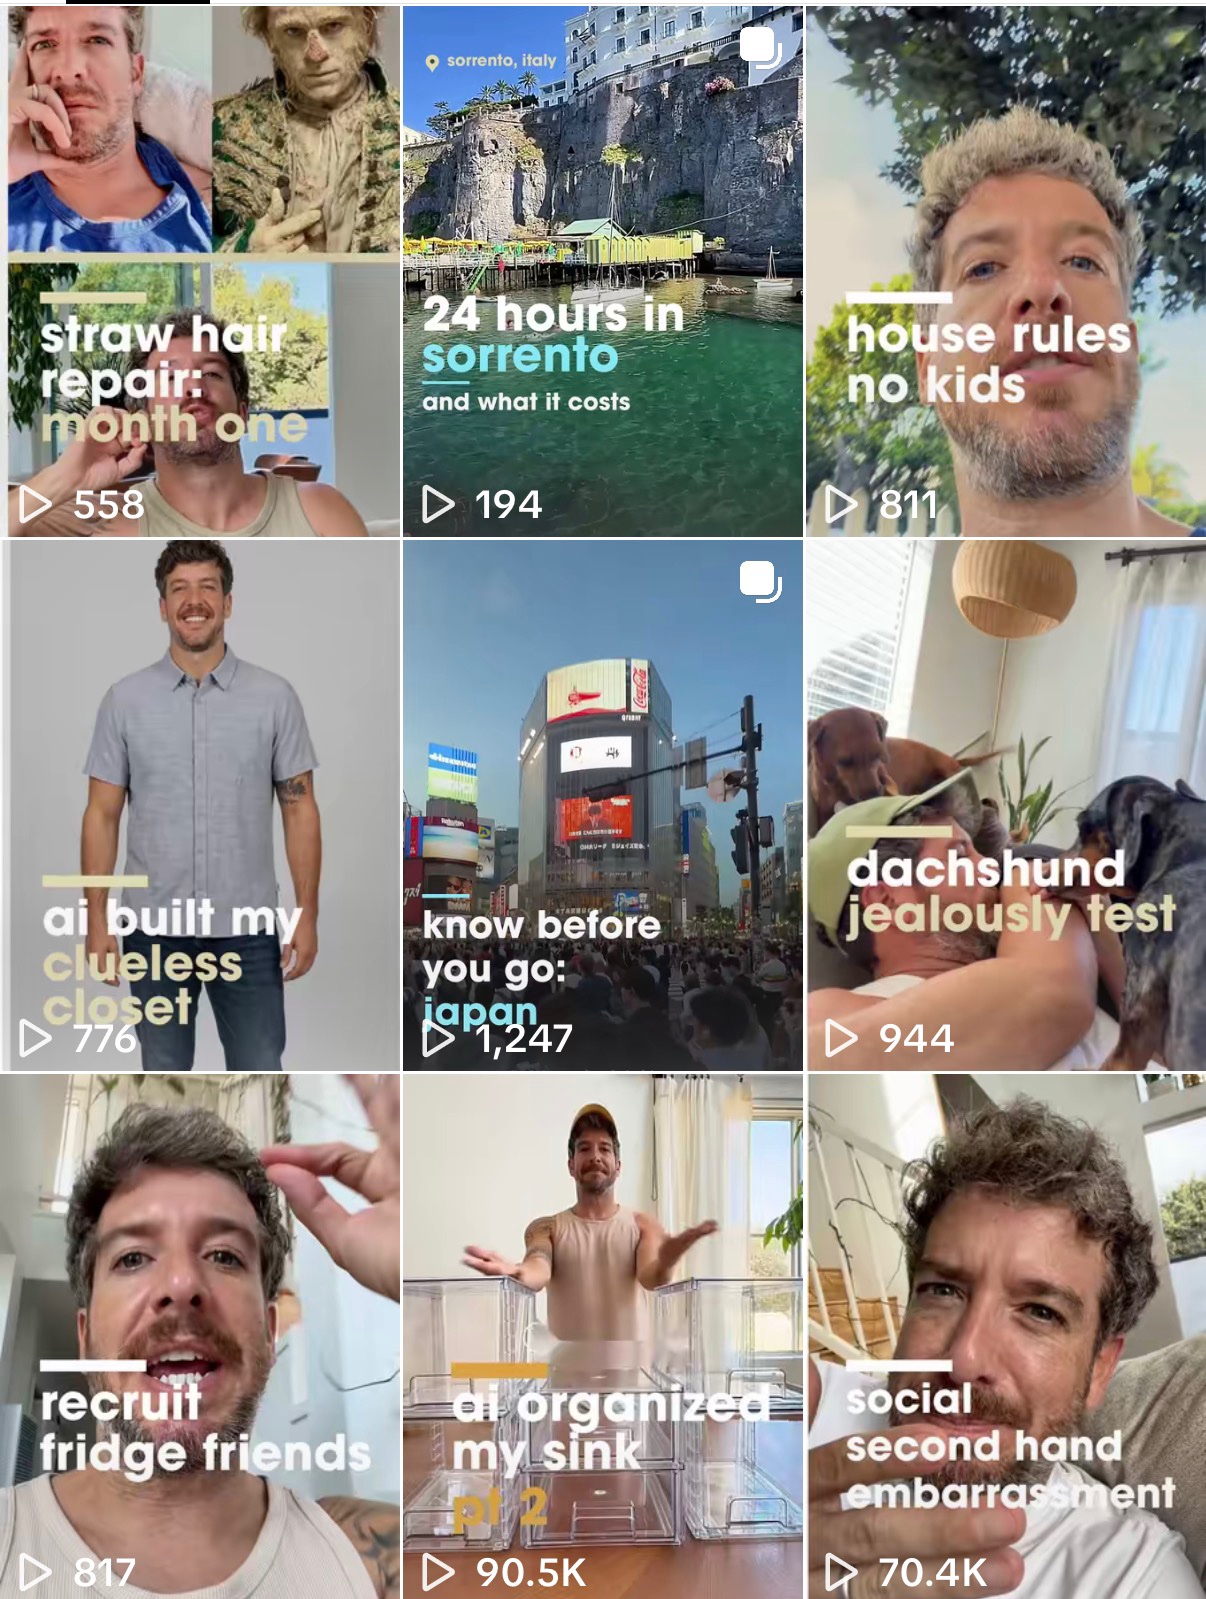 straw hair
repair:
month one
558
sorrento, italy
24 hours in
sorrento
and what it costs
194
house rules
no kids
811
ai built my
clueless
closet
776
Coca-Cola
know before
you go:
japan
1,247
dachshund
jealously test
944
recruit
fridge friends
817
ai organized
my sink
pt 2
90.5K
social
second hand
embarrassment
70.4K